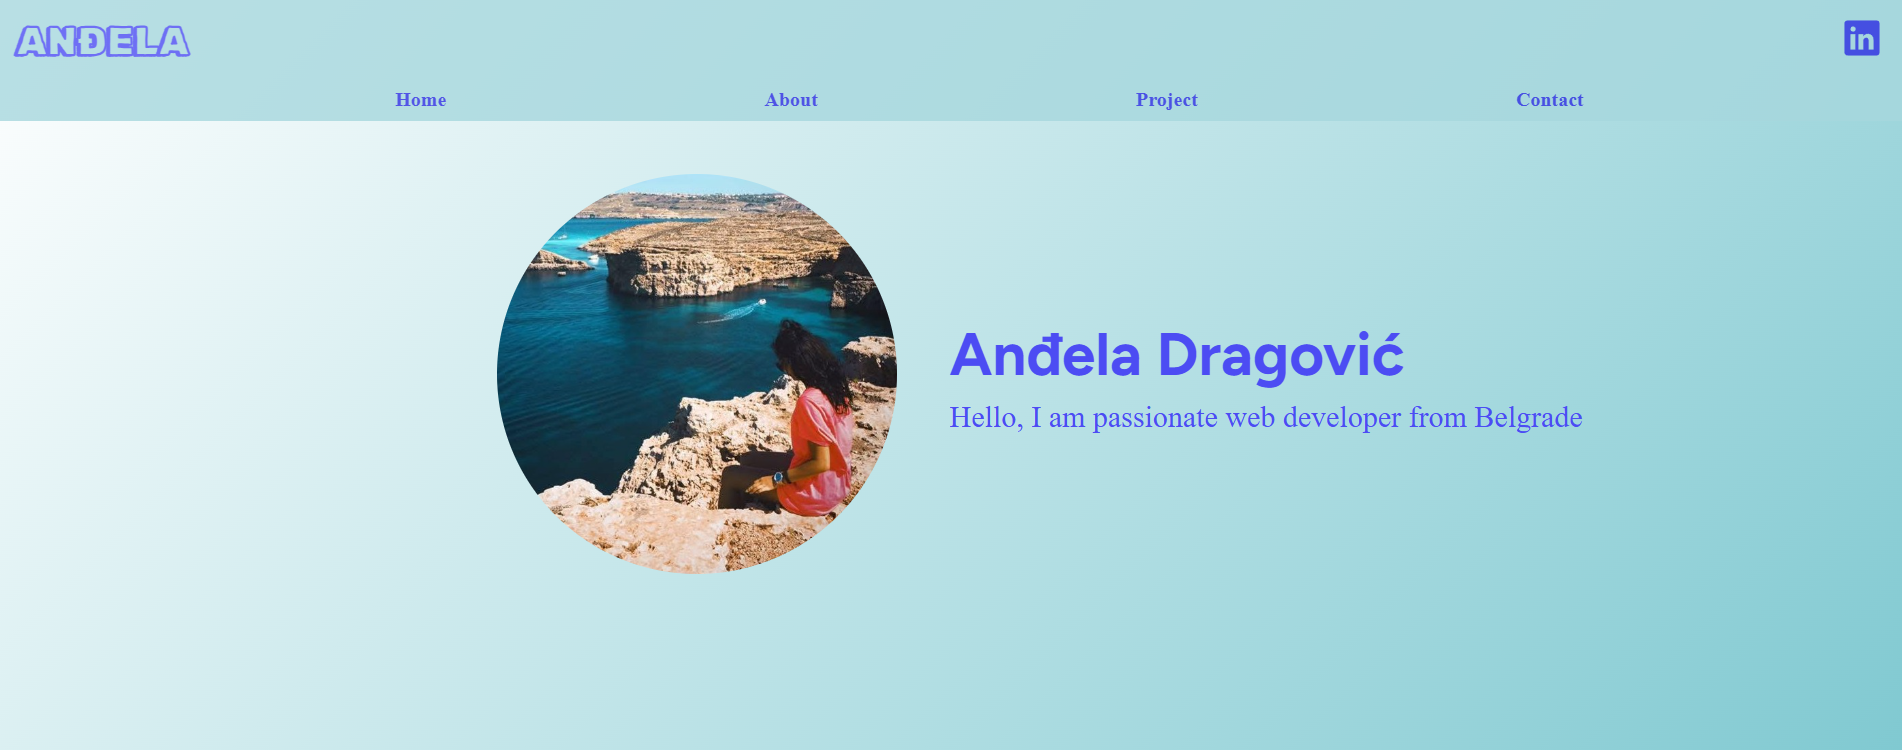 ANĐELA
in
Home About Project Contact
Anđela Dragović
Hello, I am passionate web developer from Belgrade